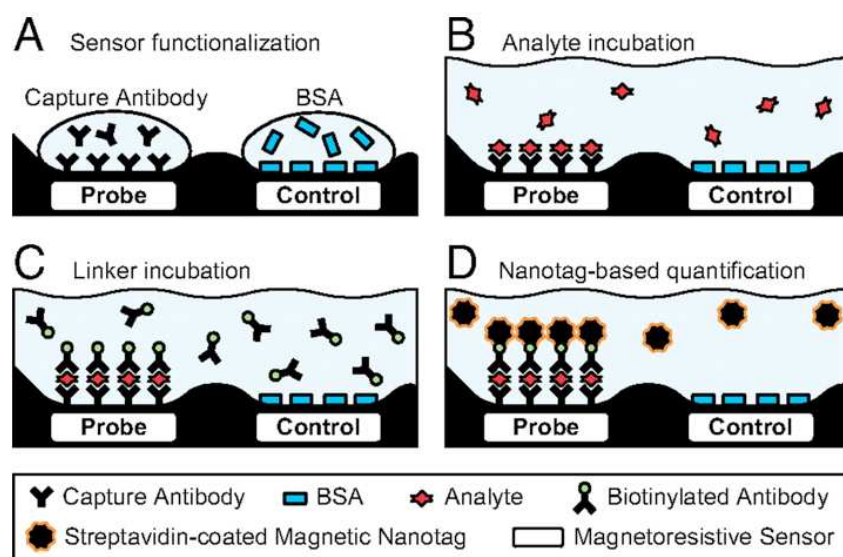 A Sensor functionalization
Capture Antibody BSA
Probe Control
B Analyte incubation
Probe Control
C Linker incubation
Probe Control
D Nanotag-based quantification
Probe Control
Capture Antibody BSA Analyte Biotinylated Antibody
Streptavidin-coated Magnetic Nanotag Magnetoresistive Sensor